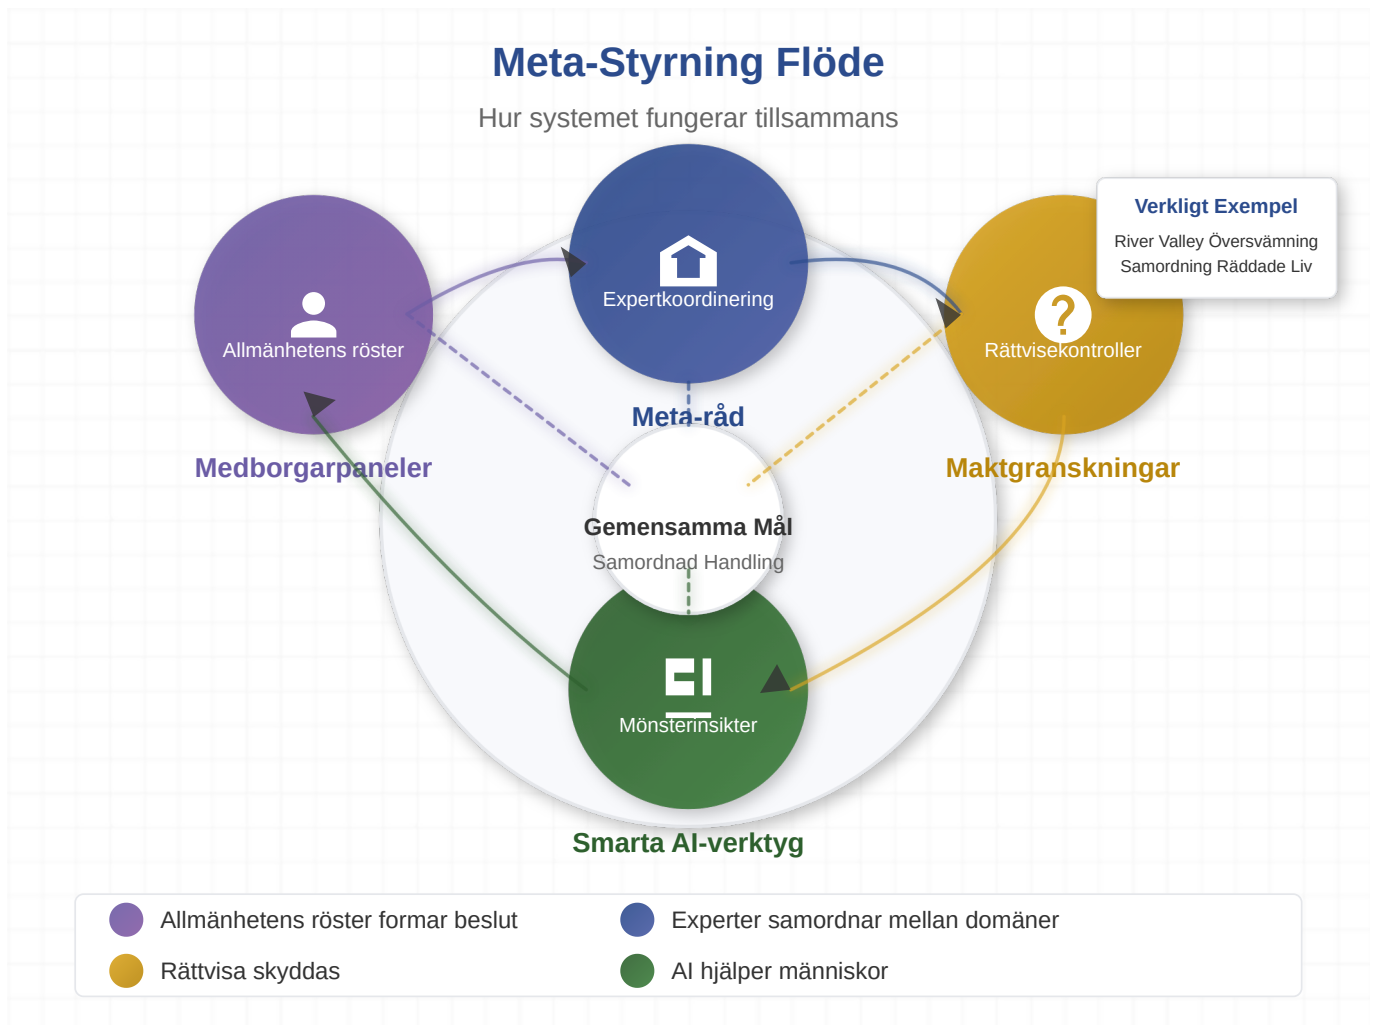 Meta-Styrning Flöde
Hur systemet fungerar tillsammans
Verkligt Exempel
River Valley Översvämning
Samordning Räddade Liv
Expertkoordinering
Allmänhetens röster
Rättvisekontroller
Meta-råd
Medborgarpaneler
Maktgranskningar
Gemensamma Mål
Samordnad Handling
Mönsterinsikter
Smarta AI-verktyg
Allmänhetens röster formar beslut
Experter samordnar mellan domäner
Rättvisa skyddas
AI hjälper människor